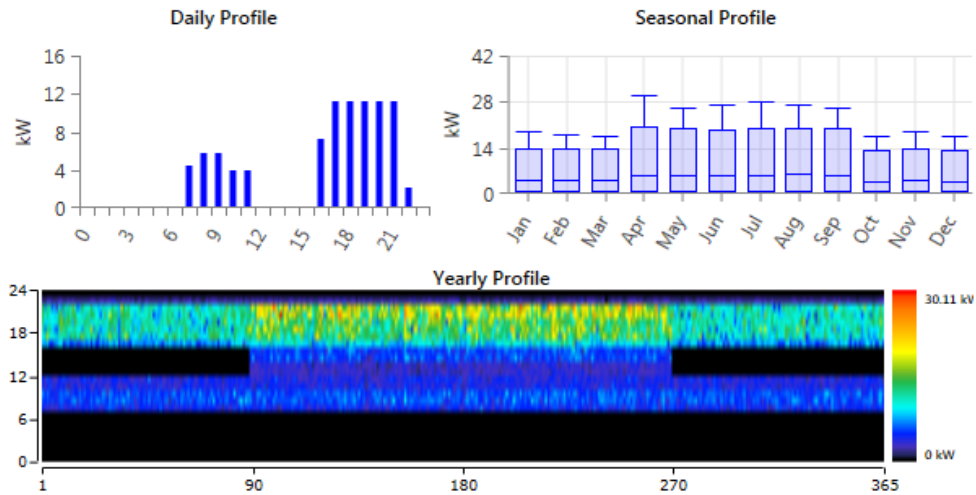 Daily Profile
16
12
8
4
0
kW
0 3 6 9 12 15 18 21
Seasonal Profile
42
28
14
0
kW
Jan Feb Mar Apr May Jun Jul Aug Sep Oct Nov Dec
Yearly Profile
24
18
12
6
0
1 90 180 270 365
30.11 kW
0 kW